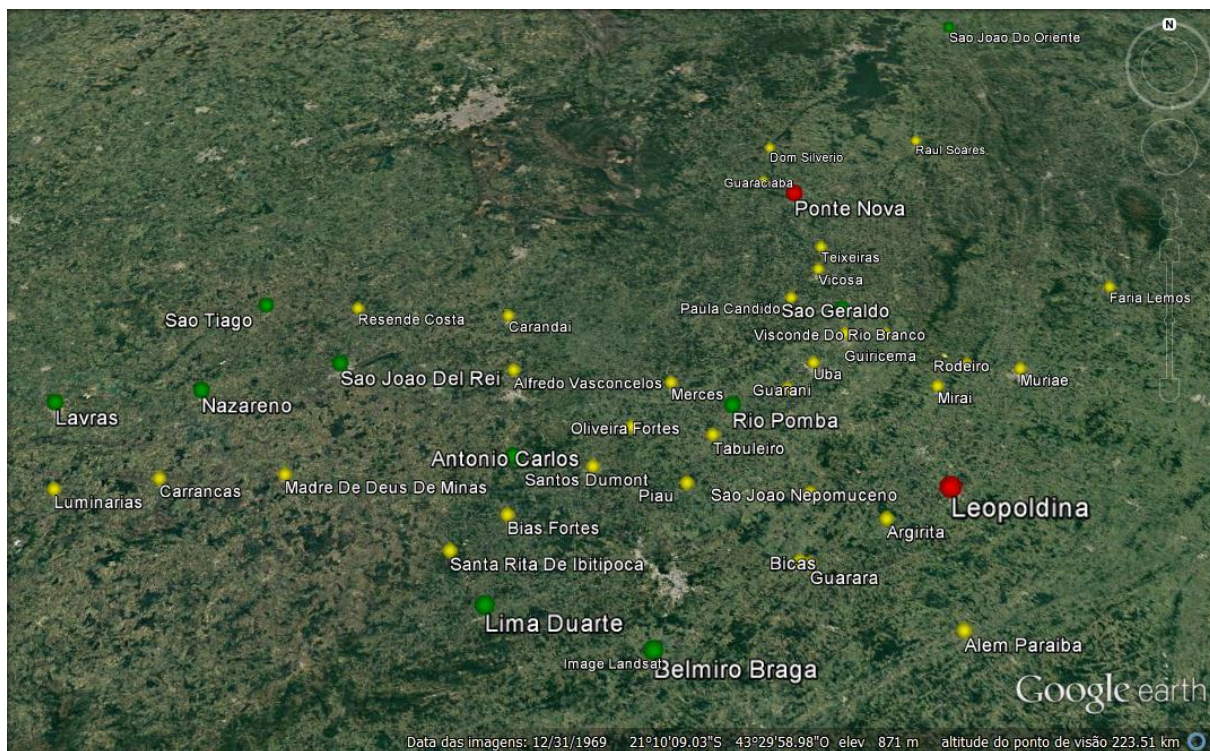 N
Sao Joao Do Oriente
Dom Silverio
Raul Soares
Guaraciaba
Ponte Nova
Teixeiras
Vicosa
Faria Lemos
Paula Candido
Sao Geraldo
Sao Tiago
Resende Costa
Carandai
Visconde Do Rio Branco
Guiricema
Rodeiro
Uba
Muriae
Sao Joao Del Rei
Alfredo Vasconcelos
Merces
Guarani
Mirai
Lavras
Nazareno
Rio Pomba
Oliveira Fortes
Tabuleiro
Antonio Carlos
Santos Dumont
Luminarias
Carrancas
Madre De Deus De Minas
Piau
Sao Joao Nepomuceno
Leopoldina
Bias Fortes
Argirita
Santa Rita De Ibitipoca
Bicas
Guarara
Lima Duarte
Alem Paraiba
Image Landsat
Belmiro Braga
Google earth
Data das imagens: 12/31/1969 21°10'09.03"S 43°29'58.98"O elev 871 m altitude do ponto de visão 223.51 km